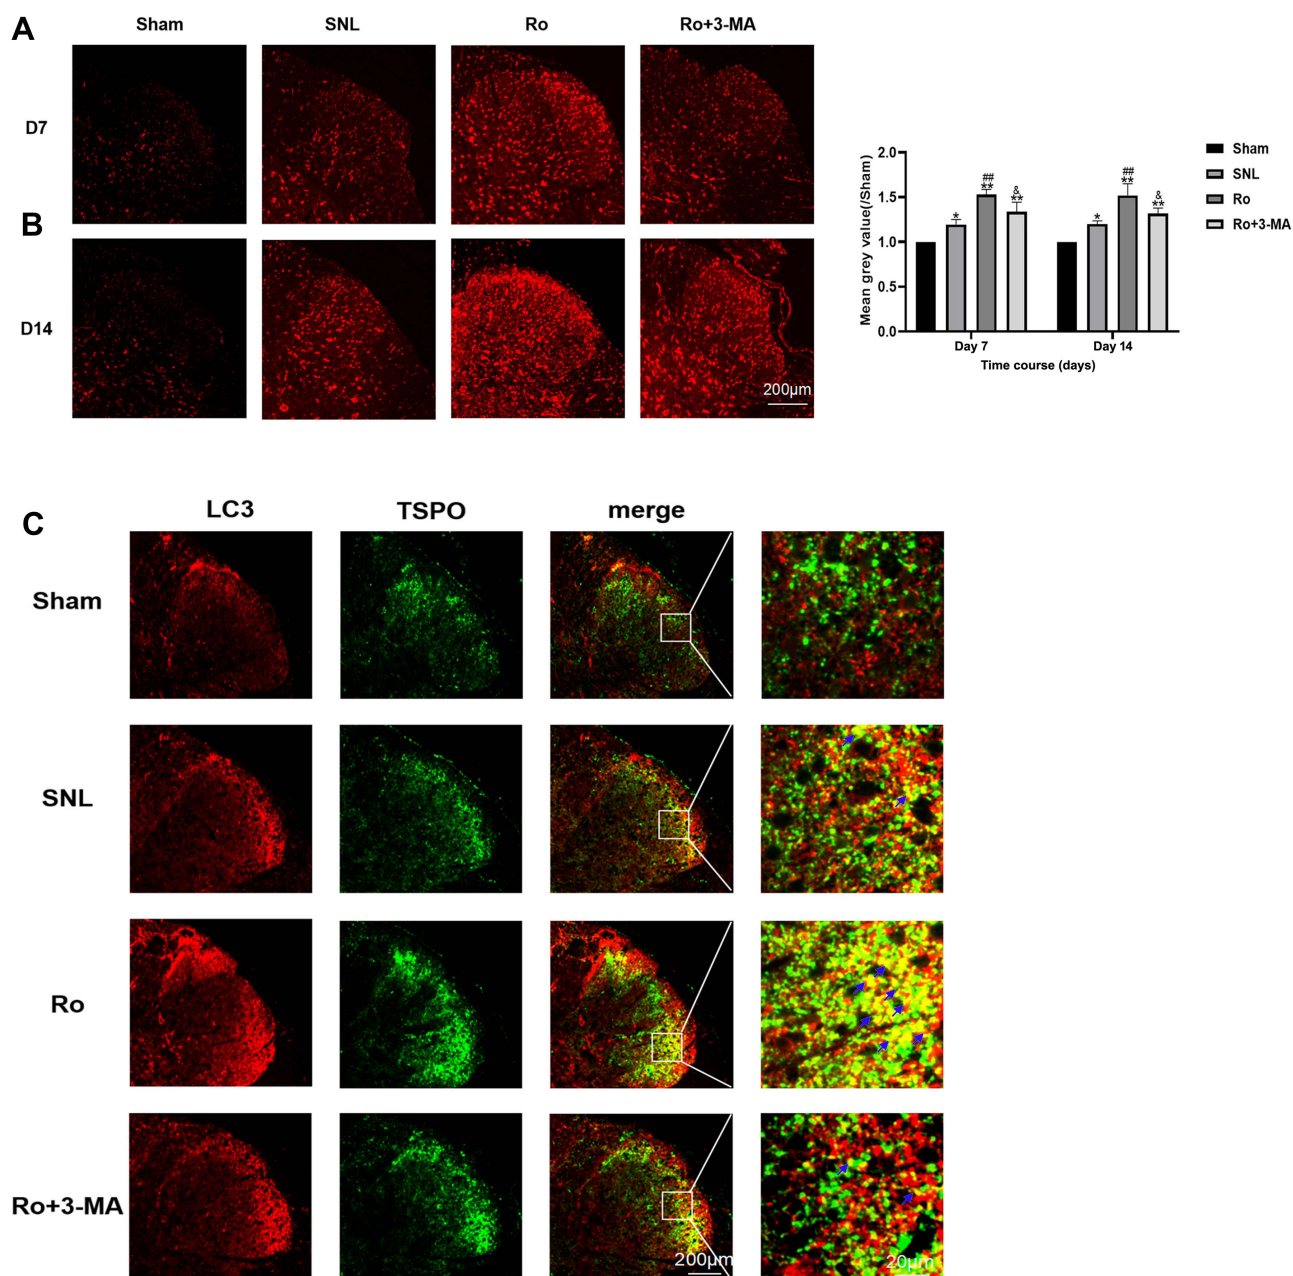 A
Sham SNL Ro Ro+3-MA
D7
B
D14
200μm
Mean grey value(/Sham)
2.0
1.5
1.0
0.5
0.0
* ## ** & **
* ## ** & **
Day 7 Day 14
Time course (days)
Sham
SNL
Ro
Ro+3-MA
C
LC3 TSPO merge
Sham
SNL
Ro
Ro+3-MA
200μm 20μm